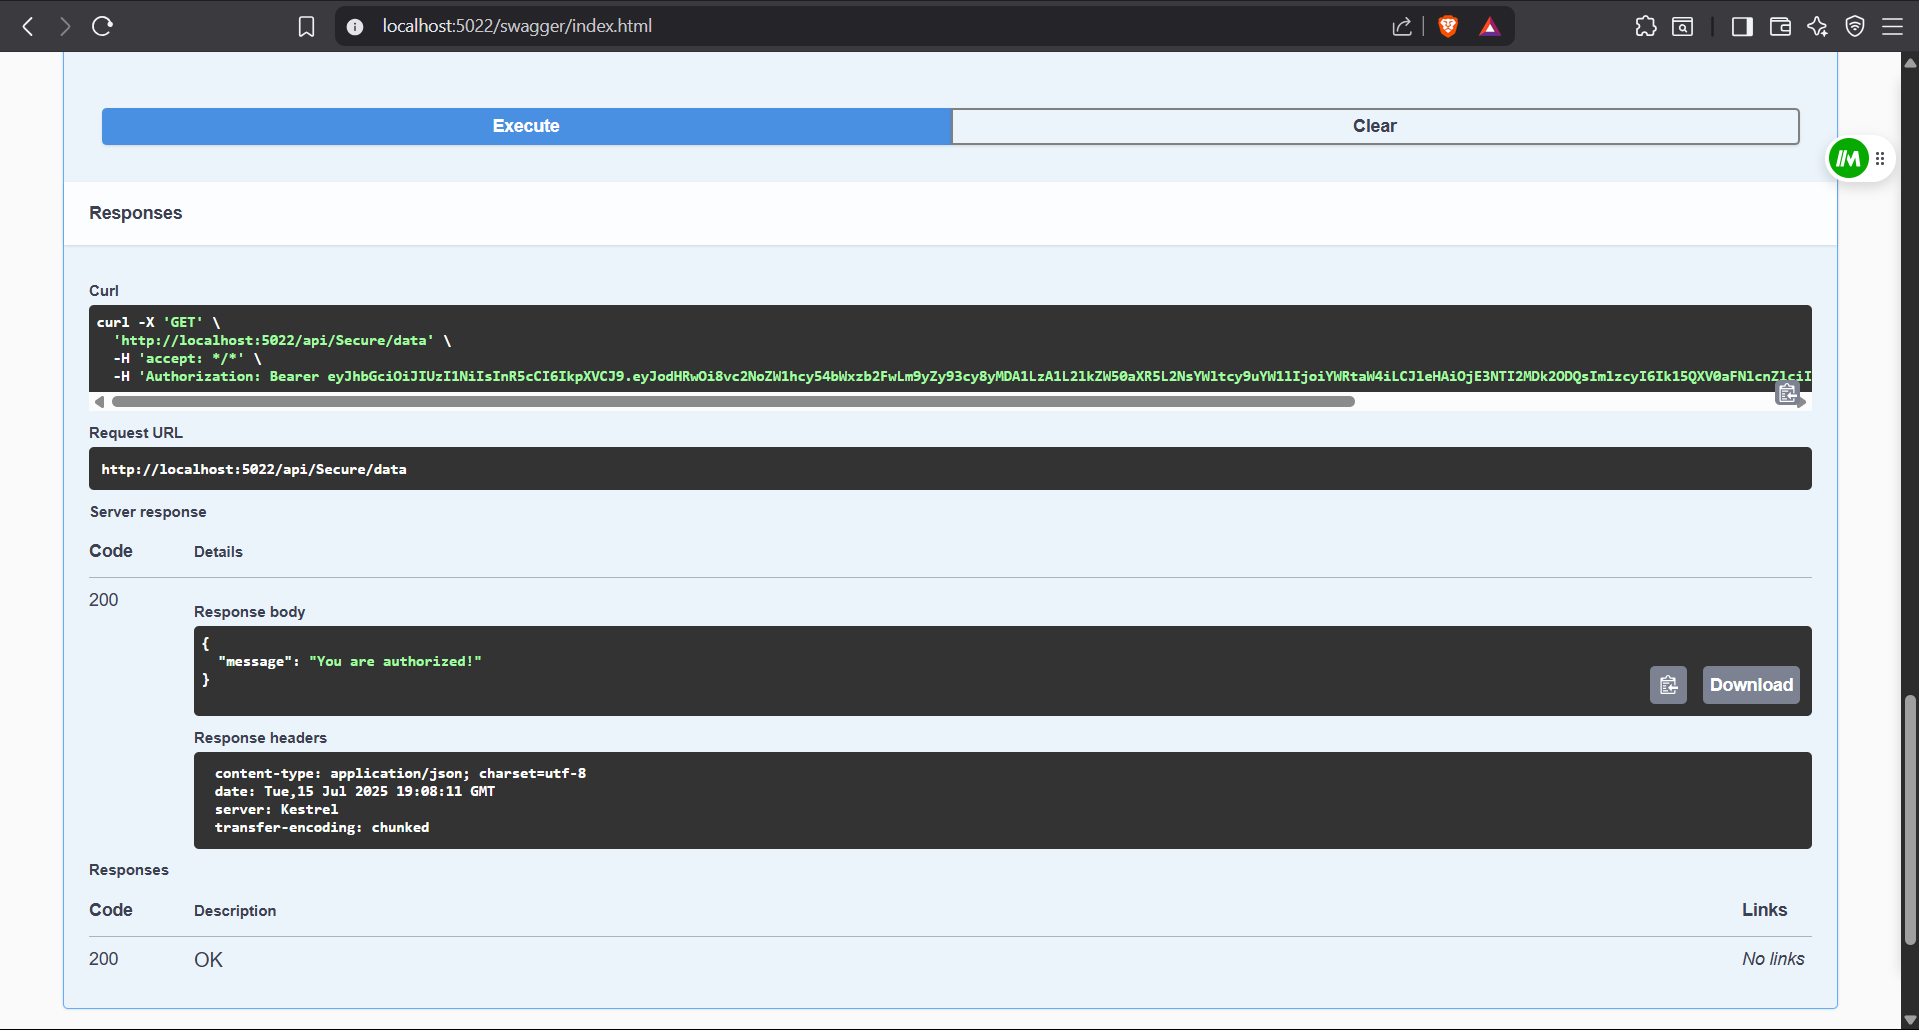 localhost:5022/swagger/index.html
Execute
Clear
Responses
Curl
curl -X 'GET' \
'http://localhost:5022/api/Secure/data' \
-H 'accept: */*' \
-H 'Authorization: Bearer eyJhbGciOiJIUzI1NiIsInR5cCI6IkpXVCJ9.eyJodHRwOi8vc2NoZW1hcy54bWxzb2FwLm9yZy93cy8yMDA1LzA1L2lkZW50aXR5L2NsYWltcy9uYW1lIjoiYWRtaW4iLCJleHAiOjE3NTI2MDk2ODQsImlzcyI6Ik15QXV0aFNlcnZlciI
Request URL
http://localhost:5022/api/Secure/data
Server response
Code Details
200
Response body
{
"message": "You are authorized!"
}
Download
Response headers
content-type: application/json; charset=utf-8
date: Tue,15 Jul 2025 19:08:11 GMT
server: Kestrel
transfer-encoding: chunked
Responses
Code Description Links
200 OK No links